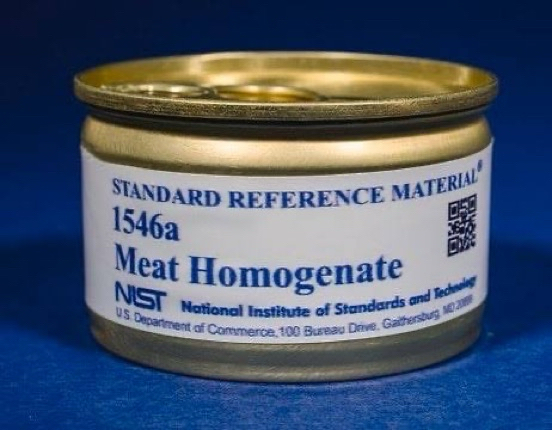 STANDARD REFERENCE MATERIAL®
1546a
Meat Homogenate
NIST National Institute of Standards and Technology
U.S. Department of Commerce, 100 Bureau Drive, Gaithersburg, MD 20899